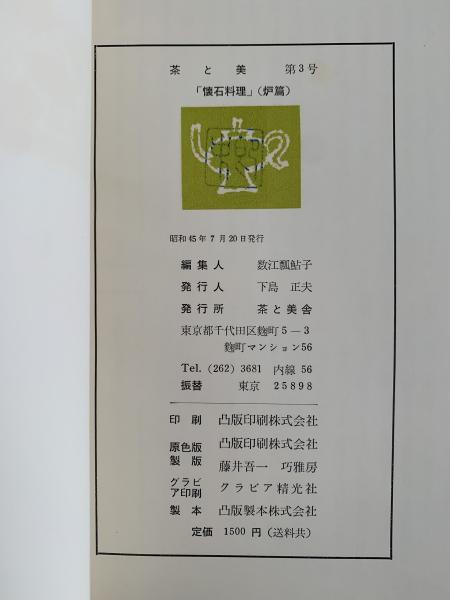 茶と美 第3号
「懐石料理」（炉篇）
昭和45年7月20日発行
編集人 数江瓢鮎子
発行人 下島 正夫
発行所 茶と美舎
東京都千代田区麴町5－3
麴町マンション56
Tel. (262) 3681 内線 56
振替 東京 25898
印刷 凸版印刷株式会社
原色版製版 凸版印刷株式会社
藤井吾一 巧雅房
グラビア印刷 クラビア精光社
製本 凸版製本株式会社
定価 1500円（送料共）